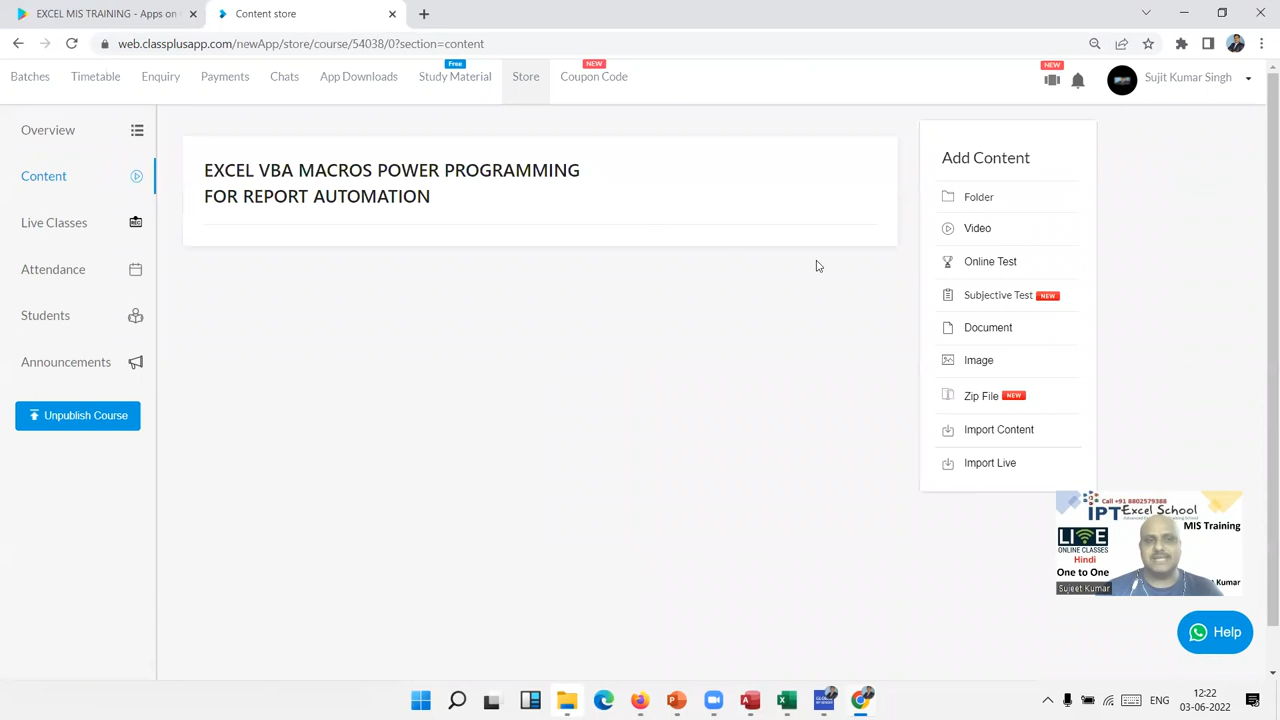 EXCEL MIS TRAINING - Apps on
Content store
web.classplusapp.com/newApp/store/course/54038/0?section=content
Batches
Timetable
Enquiry
Payments
Chats
App Downloads
Free
Study Material
Store
NEW
Coupon Code
NEW
Sujit Kumar Singh
Overview
Content
Live Classes
REC
Attendance
Students
Announcements
Unpublish Course
EXCEL VBA MACROS POWER PROGRAMMING
FOR REPORT AUTOMATION
Add Content
Folder
Video
Online Test
Subjective Test NEW
Document
Image
Zip File NEW
Import Content
Import Live
Call +91 8802579388
IPT Excel School
MIS Training
LIVE
ONLINE CLASSES
Hindi
One to One
Kumar
Sujeet Kumar
Help
ENG
12:22
03-06-2022